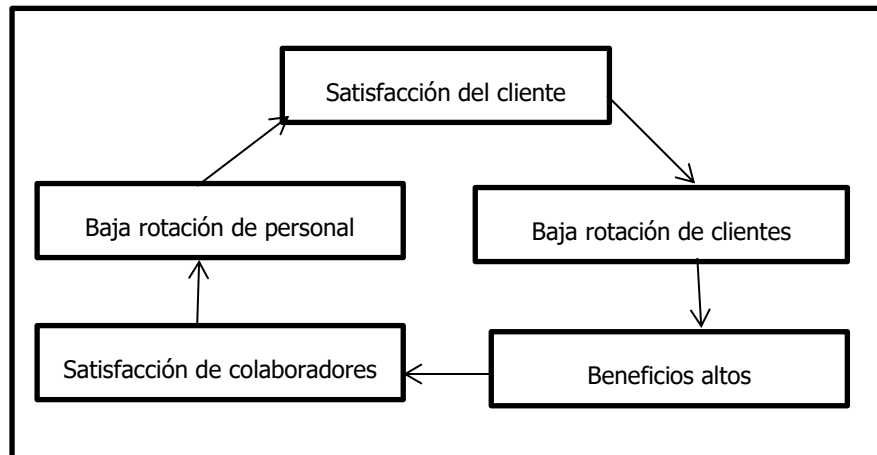 Satisfacción del cliente
Baja rotación de personal
Baja rotación de clientes
Satisfacción de colaboradores
Beneficios altos